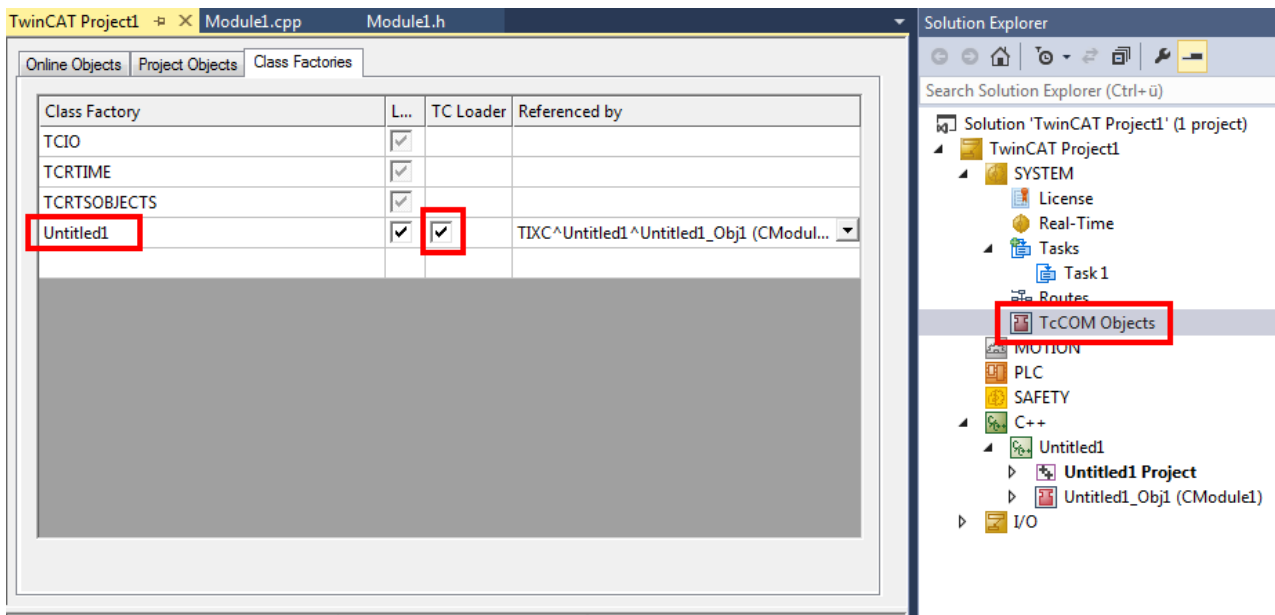 TwinCAT Project1 Module1.cpp Module1.h
Online Objects Project Objects Class Factories
Class Factory L... TC Loader Referenced by
TCIO
TCRTIME
TCRTSOBJECTS
Untitled1 TIXC^Untitled1^Untitled1_Obj1 (CModul...
Solution Explorer
Search Solution Explorer (Ctrl+ü)
Solution 'TwinCAT Project1' (1 project)
TwinCAT Project1
SYSTEM
License
Real-Time
Tasks
Task 1
Routes
TcCOM Objects
MOTION
PLC
SAFETY
C++
Untitled1
Untitled1 Project
Untitled1_Obj1 (CModule1)
I/O